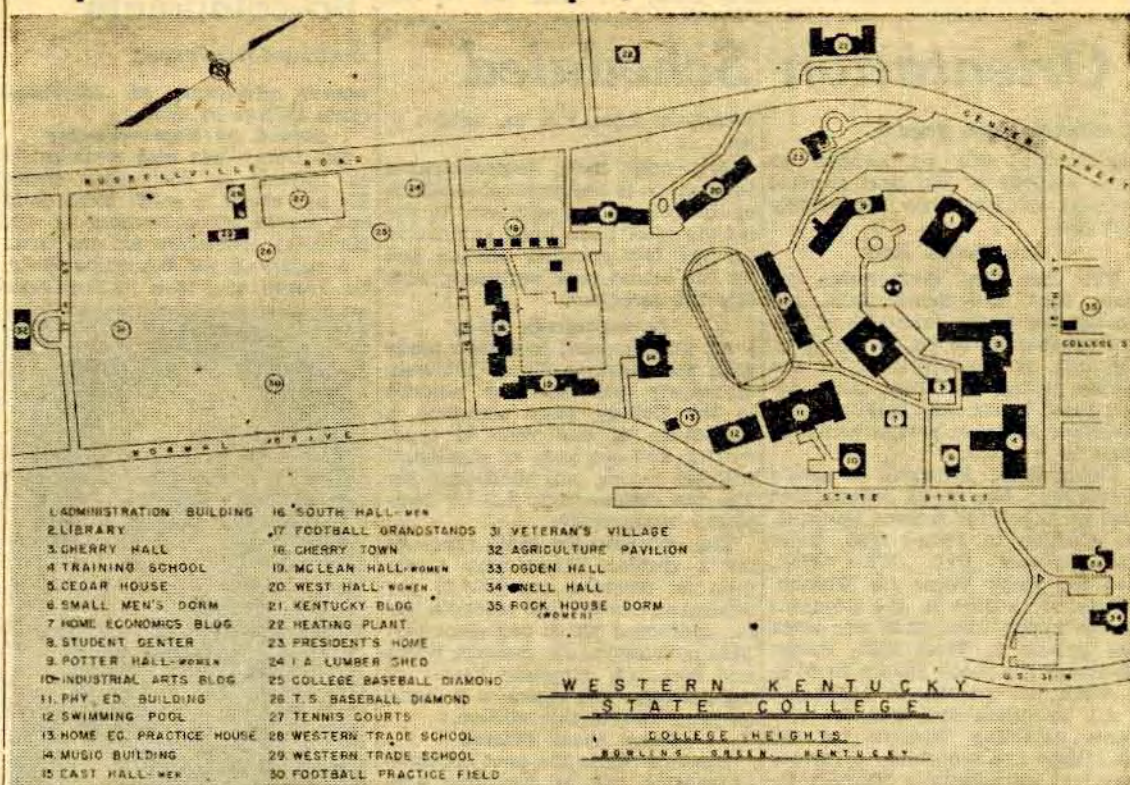 RUSSELLVILLE ROAD
CENTER STREET
17TH ST
16TH ST
15TH ST
COLLEGE S
NORMAL DRIVE
STATE STREET
U.S. 31-W
1. ADMINISTRATION BUILDING
2. LIBRARY
3. CHERRY HALL
4 TRAINING SCHOOL
5. CEDAR HOUSE
6. SMALL MEN'S DORM
7 HOME ECONOMICS BLDG
8. STUDENT CENTER
9. POTTER HALL-WOMEN
10 INDUSTRIAL ARTS BLDG
11. PHY. ED. BUILDING
12 SWIMMING POOL
13. HOME EC. PRACTICE HOUSE
14. MUSIC BUILDING
15 EAST HALL-MEN
16 SOUTH HALL-MEN
17 FOOTBALL GRANDSTANDS
18. CHERRY TOWN
19. MCLEAN HALL-WOMEN
20. WEST HALL-WOMEN
21. KENTUCKY BLDG
22 HEATING PLANT
23. PRESIDENT'S HOME
24 I.A. LUMBER SHED
25 COLLEGE BASEBALL DIAMOND
26 T.S. BASEBALL DIAMOND
27 TENNIS COURTS
28 WESTERN TRADE SCHOOL
29 WESTERN TRADE SCHOOL
30 FOOTBALL PRACTICE FIELD
31 VETERAN'S VILLAGE
32 AGRICULTURE PAVILION
33. OGDEN HALL
34 SNELL HALL
35 ROCK HOUSE DORM
(WOMEN)
WESTERN KENTUCKY
STATE COLLEGE
COLLEGE HEIGHTS
BOWLING GREEN KENTUCKY